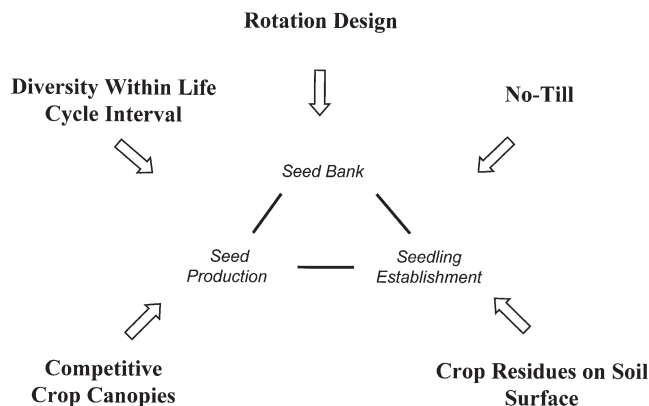 Rotation Design
Diversity Within Life
Cycle Interval
No-Till
Seed Bank
Seed
Production
Seedling
Establishment
Competitive
Crop Canopies
Crop Residues on Soil
Surface